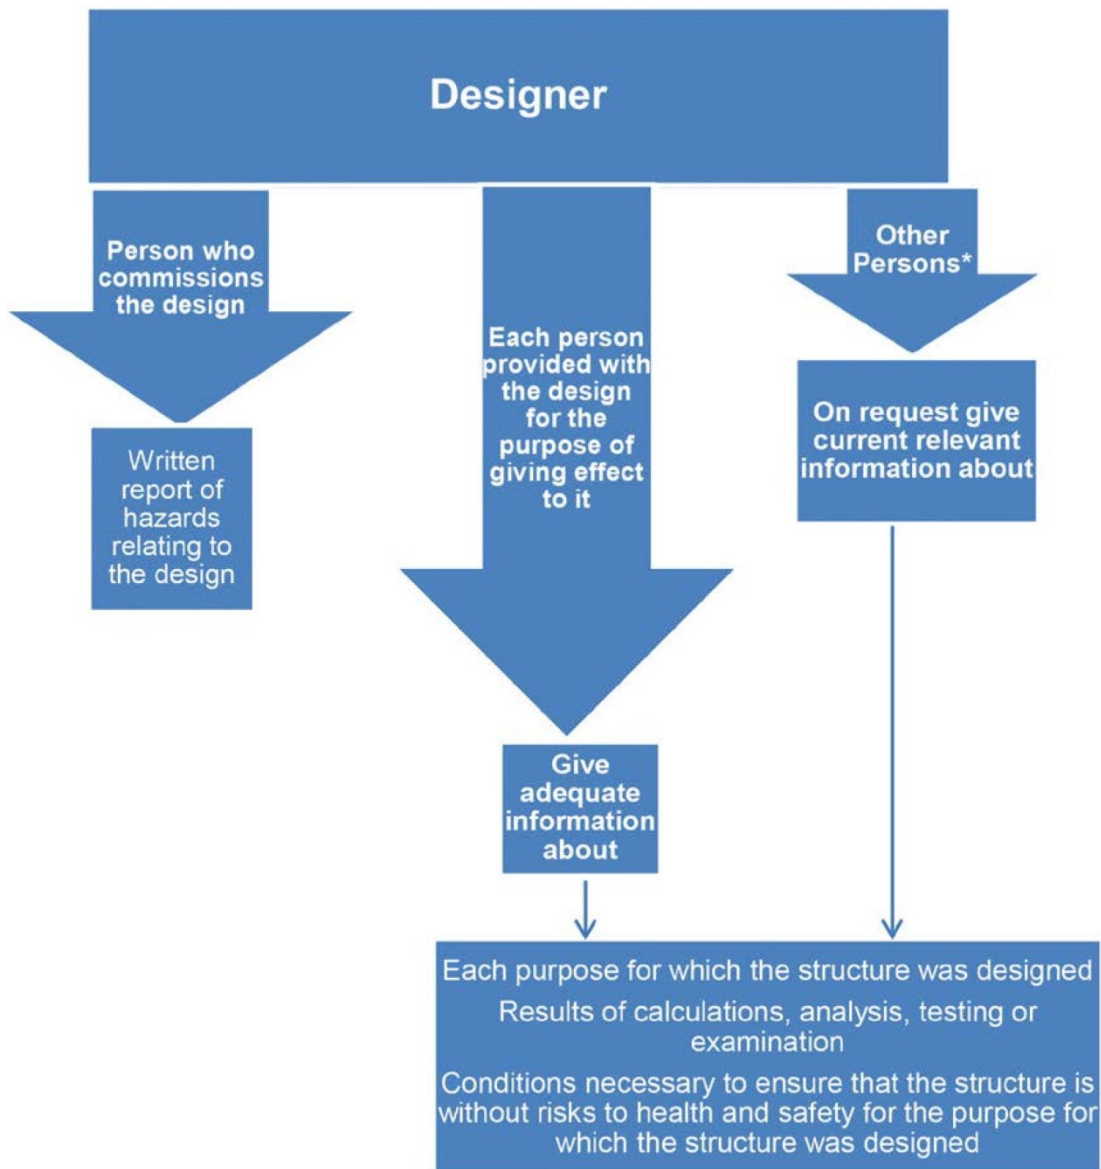 Designer
Person who
commissions
the design
Written
report of
hazards
relating to
the design
Each person
provided with
the design
for the
purpose of
giving effect
to it
Give
adequate
information
about
Other
Persons*
On request give
current relevant
information about
Each purpose for which the structure was designed
Results of calculations, analysis, testing or
examination
Conditions necessary to ensure that the structure is
without risks to health and safety for the purpose for
which the structure was designed